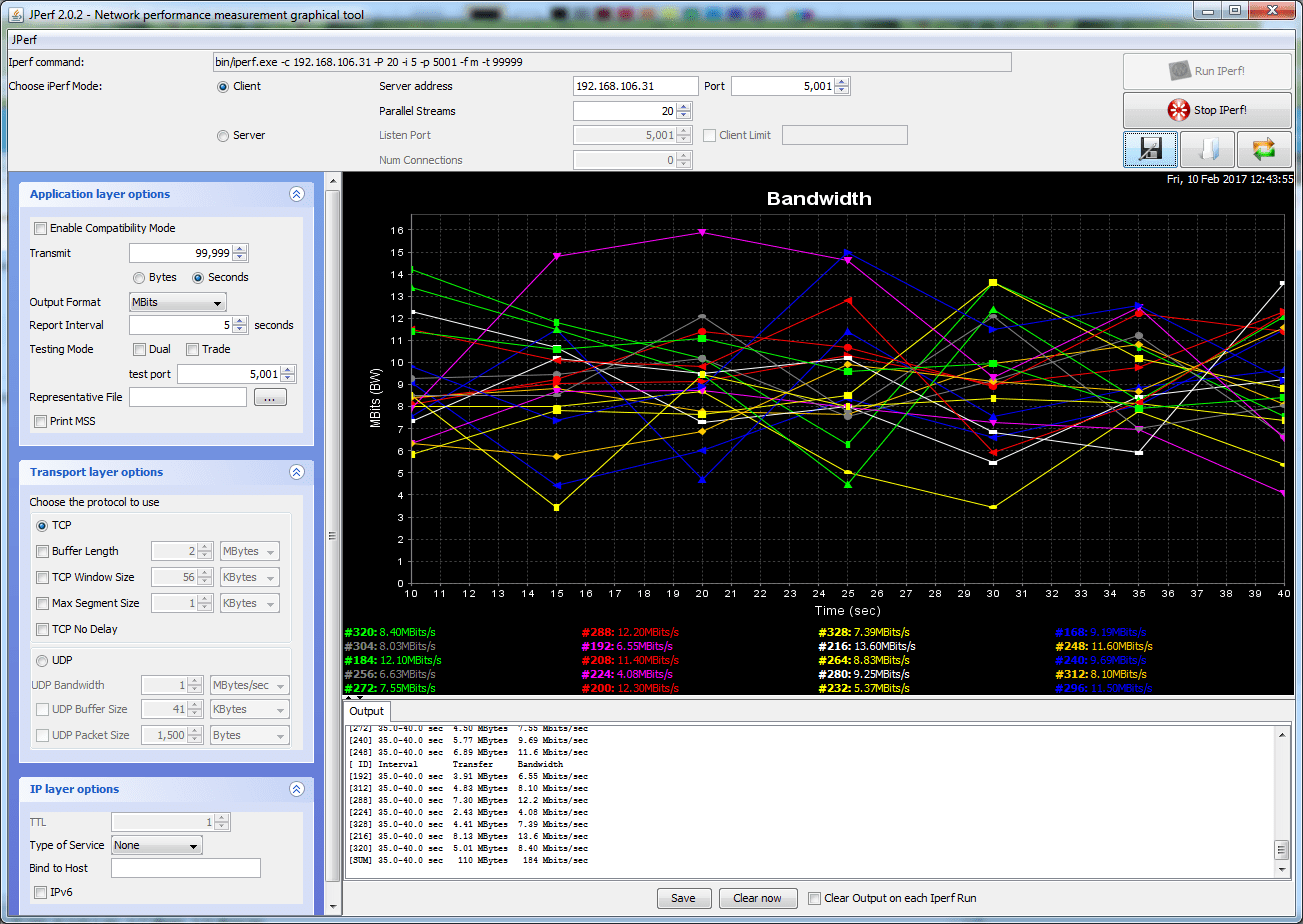 JPerf 2.0.2 - Network performance measurement graphical tool
JPerf
Iperf command: bin/iperf.exe -c 192.168.106.31 -P 20 -i 5 -p 5001 -f m -t 99999
Choose iPerf Mode: Client Server address 192.168.106.31 Port 5,001
Parallel Streams 20
Server Listen Port 5,001 Client Limit
Num Connections 0
Run IPerf!
Stop IPerf!
Application layer options
Enable Compatibility Mode
Transmit 99,999
Bytes Seconds
Output Format MBits
Report Interval 5 seconds
Testing Mode Dual Trade
test port 5,001
Representative File ...
Print MSS
Transport layer options
Choose the protocol to use
TCP
Buffer Length 2 MBytes
TCP Window Size 56 KBytes
Max Segment Size 1 KBytes
TCP No Delay
UDP
UDP Bandwidth 1 MBytes/sec
UDP Buffer Size 41 KBytes
UDP Packet Size 1,500 Bytes
IP layer options
TTL 1
Type of Service None
Bind to Host
IPv6
Fri, 10 Feb 2017 12:43:55
Bandwidth
MBits (BW)
16
15
14
13
12
11
10
9
8
7
6
5
4
3
2
1
0
10 11 12 13 14 15 16 17 18 19 20 21 22 23 24 25 26 27 28 29 30 31 32 33 34 35 36 37 38 39 40
Time (sec)
#320: 8.40MBits/s #288: 12.20MBits/s #328: 7.39MBits/s #168: 9.19MBits/s
#304: 8.03MBits/s #192: 6.55MBits/s #216: 13.60MBits/s #248: 11.60MBits/s
#184: 12.10MBits/s #208: 11.40MBits/s #264: 8.83MBits/s #240: 9.69MBits/s
#256: 6.63MBits/s #224: 4.08MBits/s #280: 9.25MBits/s #312: 8.10MBits/s
#272: 7.55MBits/s #200: 12.30MBits/s #232: 5.37MBits/s #296: 11.50MBits/s
Output
[272] 35.0-40.0 sec 4.50 MBytes 7.55 Mbits/sec
[240] 35.0-40.0 sec 5.77 MBytes 9.69 Mbits/sec
[248] 35.0-40.0 sec 6.89 MBytes 11.6 Mbits/sec
[ ID] Interval Transfer Bandwidth
[192] 35.0-40.0 sec 3.91 MBytes 6.55 Mbits/sec
[312] 35.0-40.0 sec 4.83 MBytes 8.10 Mbits/sec
[288] 35.0-40.0 sec 7.30 MBytes 12.2 Mbits/sec
[224] 35.0-40.0 sec 2.43 MBytes 4.08 Mbits/sec
[328] 35.0-40.0 sec 4.41 MBytes 7.39 Mbits/sec
[216] 35.0-40.0 sec 8.13 MBytes 13.6 Mbits/sec
[320] 35.0-40.0 sec 5.01 MBytes 8.40 Mbits/sec
[SUM] 35.0-40.0 sec 110 MBytes 184 Mbits/sec
Save Clear now Clear Output on each Iperf Run